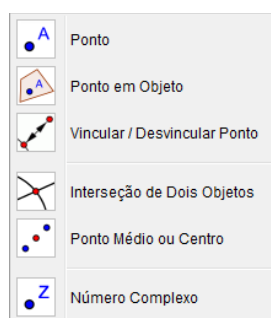 A Ponto
A Ponto em Objeto
Vincular / Desvincular Ponto
Interseção de Dois Objetos
Ponto Médio ou Centro
Z Número Complexo